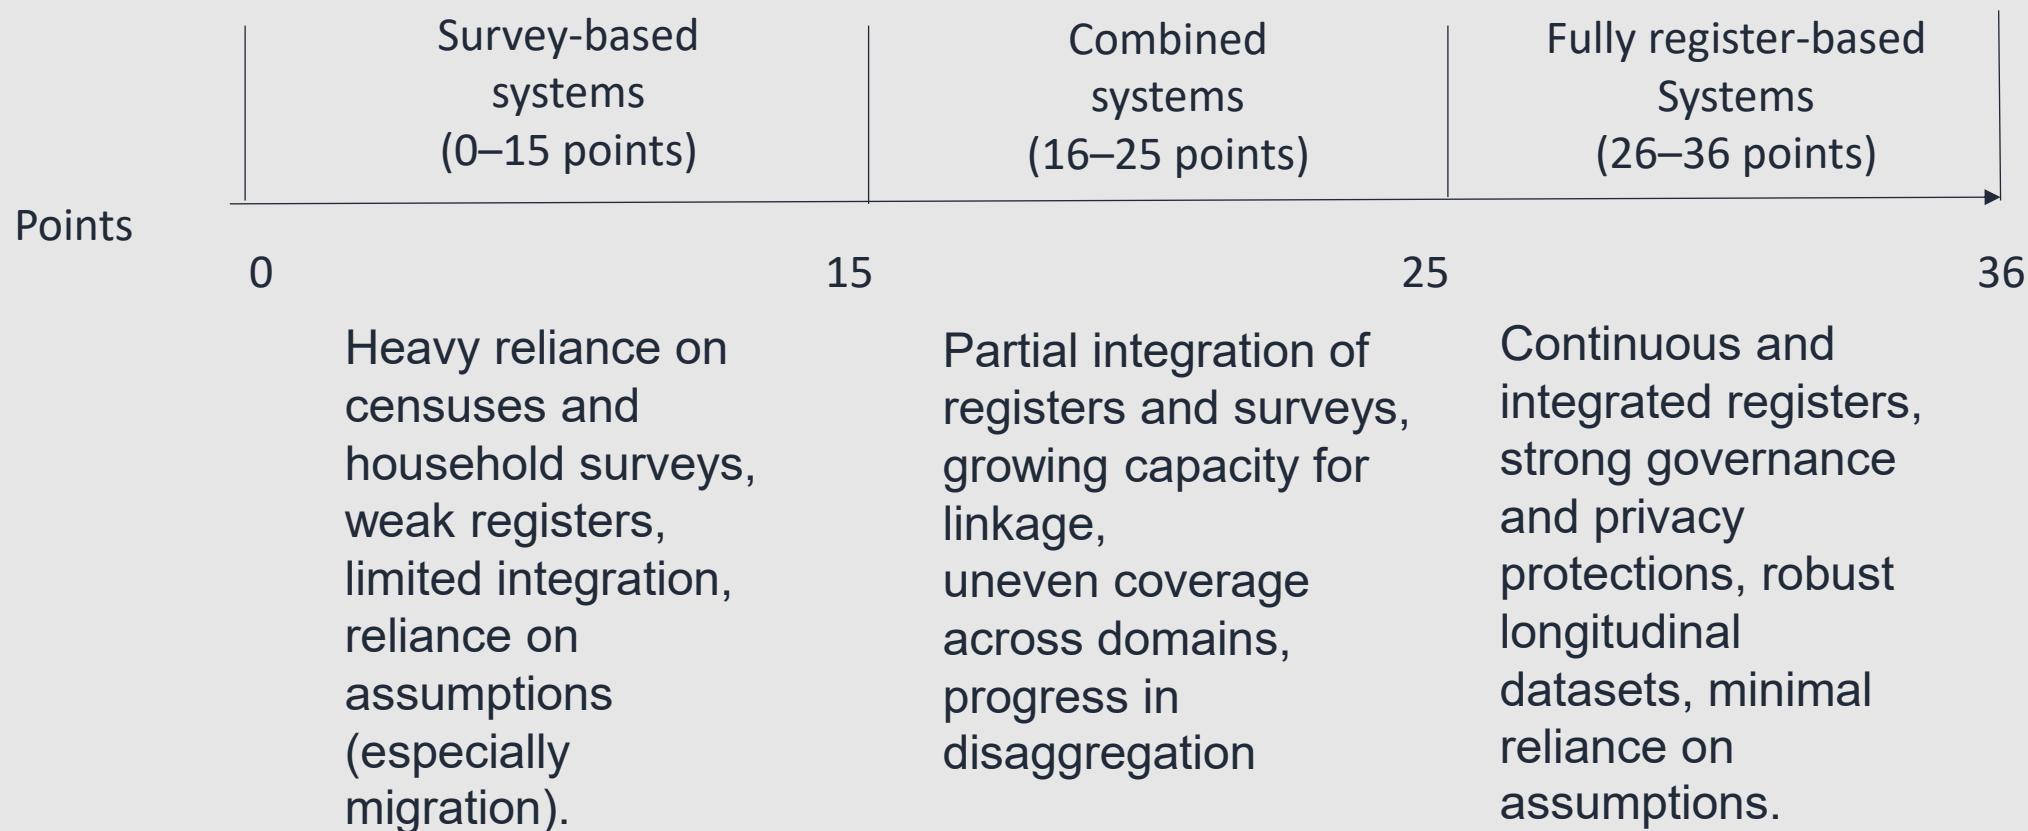 Survey-based
systems
(0–15 points)
Combined
systems
(16–25 points)
Fully register-based
Systems
(26–36 points)
Points
0
15
25
36
Heavy reliance on
censuses and
household surveys,
weak registers,
limited integration,
reliance on
assumptions
(especially
migration).
Partial integration of
registers and surveys,
growing capacity for
linkage,
uneven coverage
across domains,
progress in
disaggregation
Continuous and
integrated registers,
strong governance
and privacy
protections, robust
longitudinal
datasets, minimal
reliance on
assumptions.